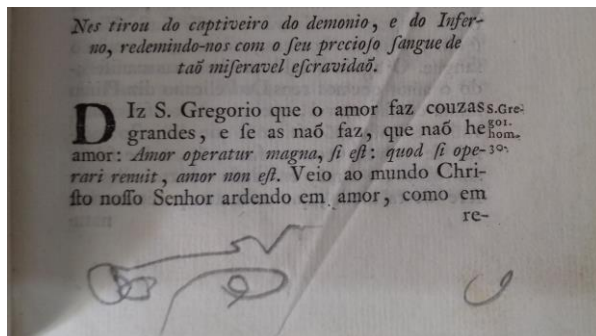 Nos tirou do captiveiro do demonio, e do Infer-
no, redemindo-nos com o ſeu precioſo ſangue de
taõ miſeravel eſcravidaõ.
DIz S. Gregorio que o amor faz couzas
grandes, e ſe as naõ faz, que naõ he
amor: Amor operatur magna, ſi eſt: quod ſi ope-
rari renuit, amor non eſt. Veio ao mundo Chri-
ſto noſſo Senhor ardendo em amor, como em
re-
S. Gre-
gor.
hom.
30.